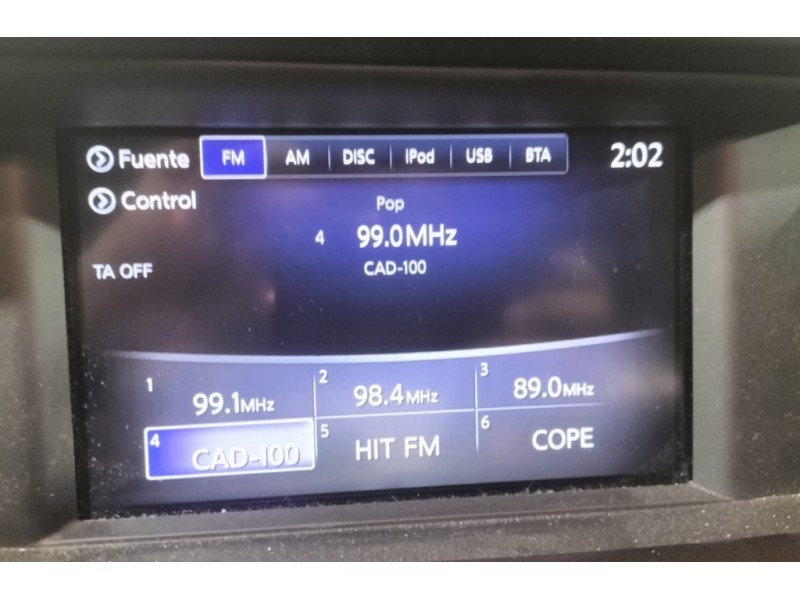 Fuente FM AM DISC iPod USB BTA 2:02
Control
Pop
4 99.0MHz
TA OFF CAD-100
1 99.1MHz 2 98.4MHz 3 89.0MHz
4 CAD-100 5 HIT FM 6 COPE